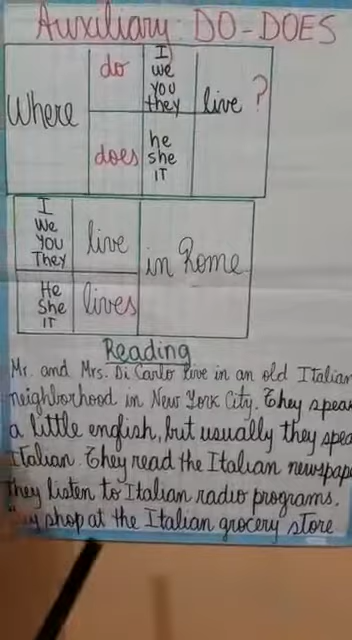 Auxiliary: DO-DOES
Where do I we you they live ?
does he she IT
I We You They live in Rome
He She IT lives
Reading
Mr. and Mrs. Di Carlo live in an old Italian
neighborhood in New York City. They speak
a little english, but usually they spea
Italian. They read the Italian newspape
They listen to Italian radio programs.
shop at the Italian grocery store